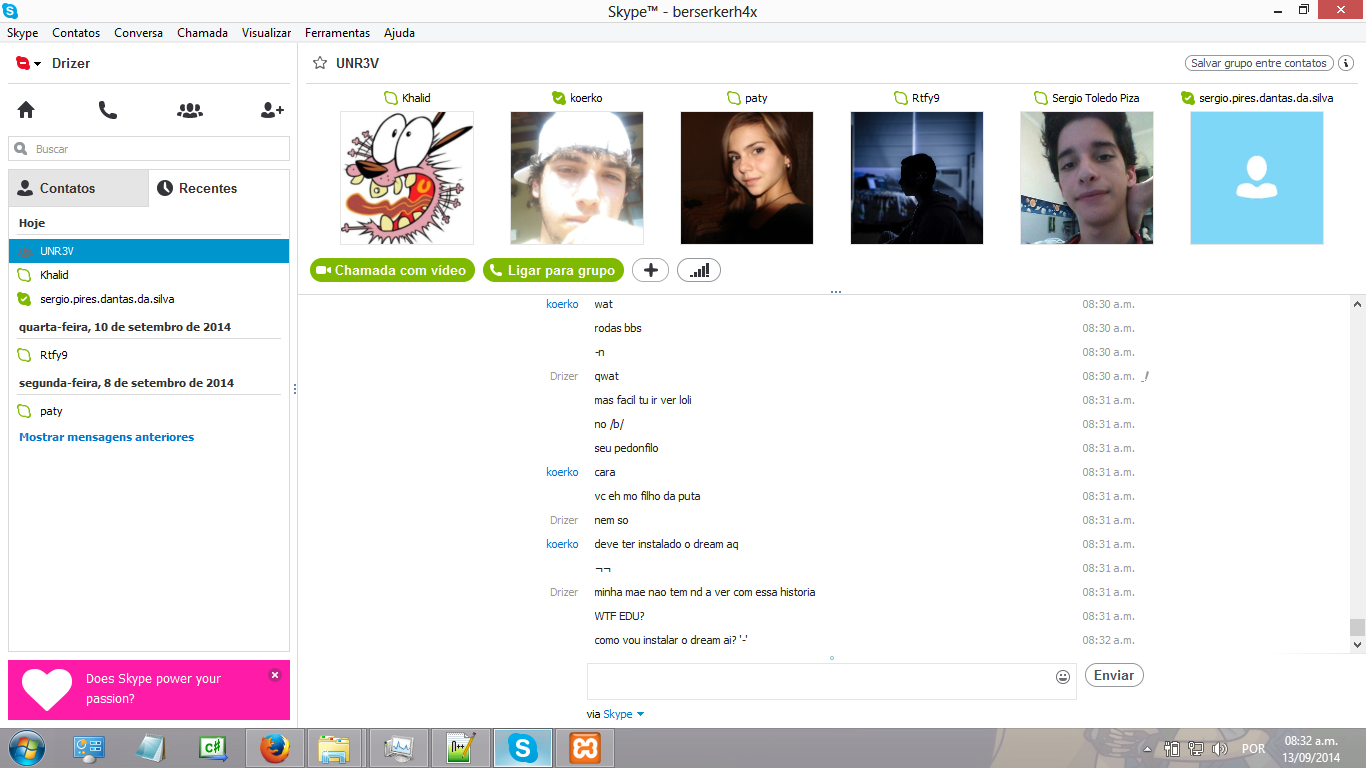 Skype™ - berserkerh4x
Skype Contatos Conversa Chamada Visualizar Ferramentas Ajuda
Drizer
Buscar
Contatos Recentes
Hoje
UNR3V
Khalid
sergio.pires.dantas.da.silva
quarta-feira, 10 de setembro de 2014
Rtfy9
segunda-feira, 8 de setembro de 2014
paty
Mostrar mensagens anteriores
Does Skype power your
passion?
UNR3V
Salvar grupo entre contatos
Khalid koerko paty Rtfy9 Sergio Toledo Piza sergio.pires.dantas.da.silva
Chamada com vídeo Ligar para grupo
koerko wat 08:30 a.m.
rodas bbs 08:30 a.m.
-n 08:30 a.m.
Drizer qwat 08:30 a.m.
mas facil tu ir ver loli 08:31 a.m.
no /b/ 08:31 a.m.
seu pedonfilo 08:31 a.m.
koerko cara 08:31 a.m.
vc eh mo filho da puta 08:31 a.m.
Drizer nem so 08:31 a.m.
koerko deve ter instalado o dream aq 08:31 a.m.
¬¬ 08:31 a.m.
Drizer minha mae nao tem nd a ver com essa historia 08:31 a.m.
WTF EDU? 08:31 a.m.
como vou instalar o dream ai? '-' 08:32 a.m.
Enviar
via Skype
C#
n++
POR
08:32 a.m.
13/09/2014